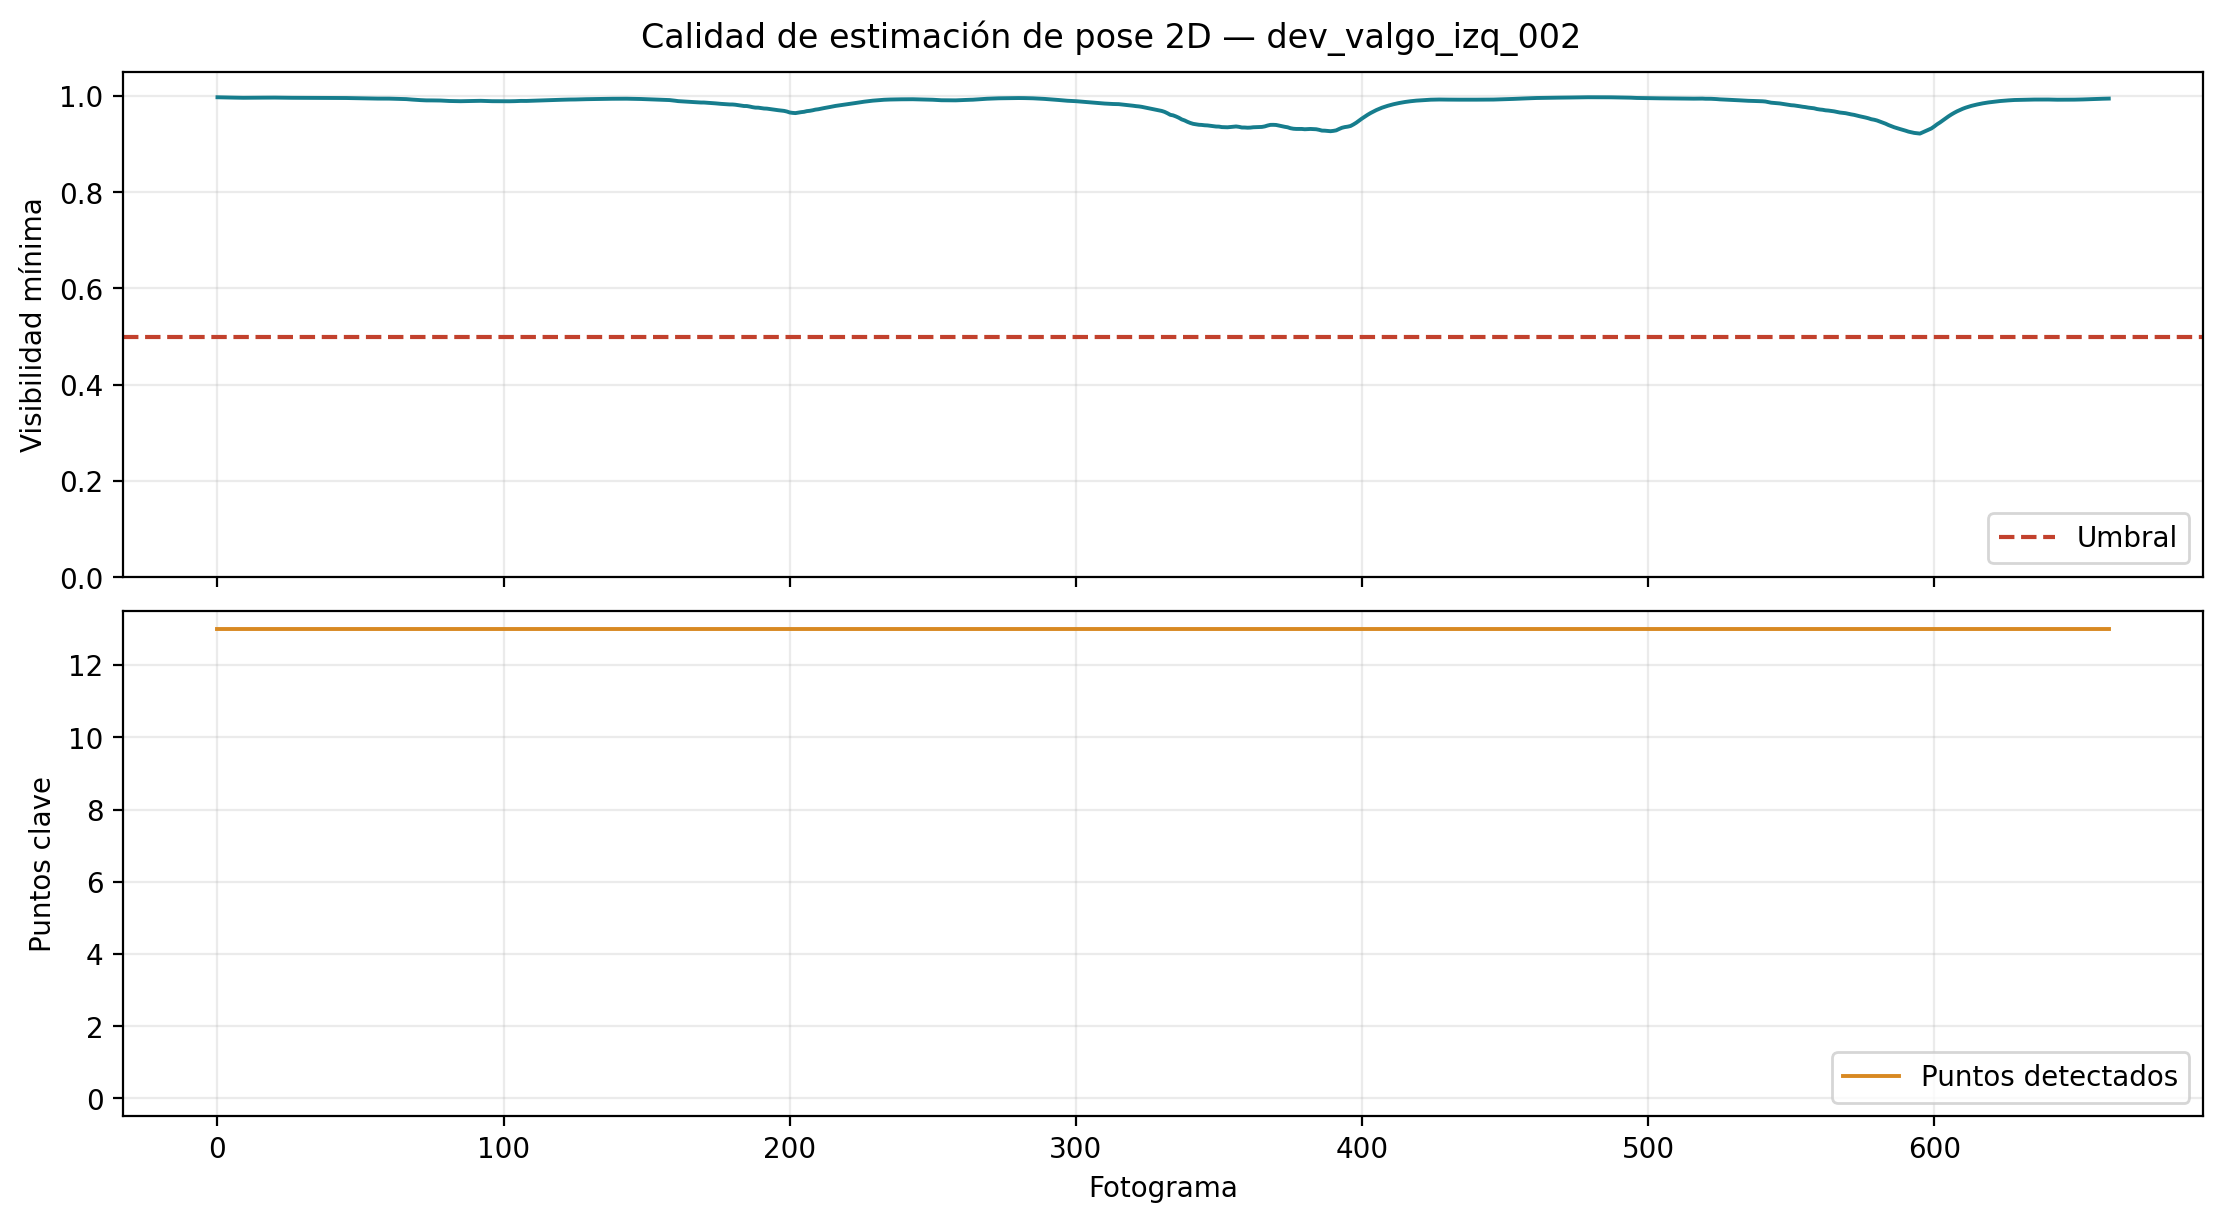 Calidad de estimación de pose 2D — dev_valgo_izq_002
Visibilidad mínima
1.0
0.8
0.6
0.4
0.2
0.0
Umbral
Puntos clave
12
10
8
6
4
2
0
Puntos detectados
0 100 200 300 400 500 600
Fotograma